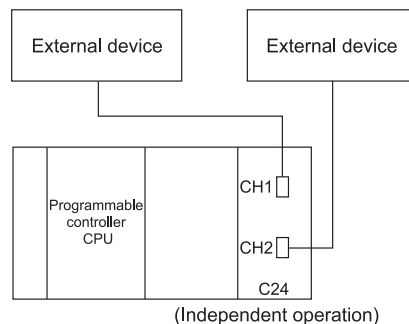 External device
External device
Programmable
controller
CPU
CH1
CH2
C24
(Independent operation)